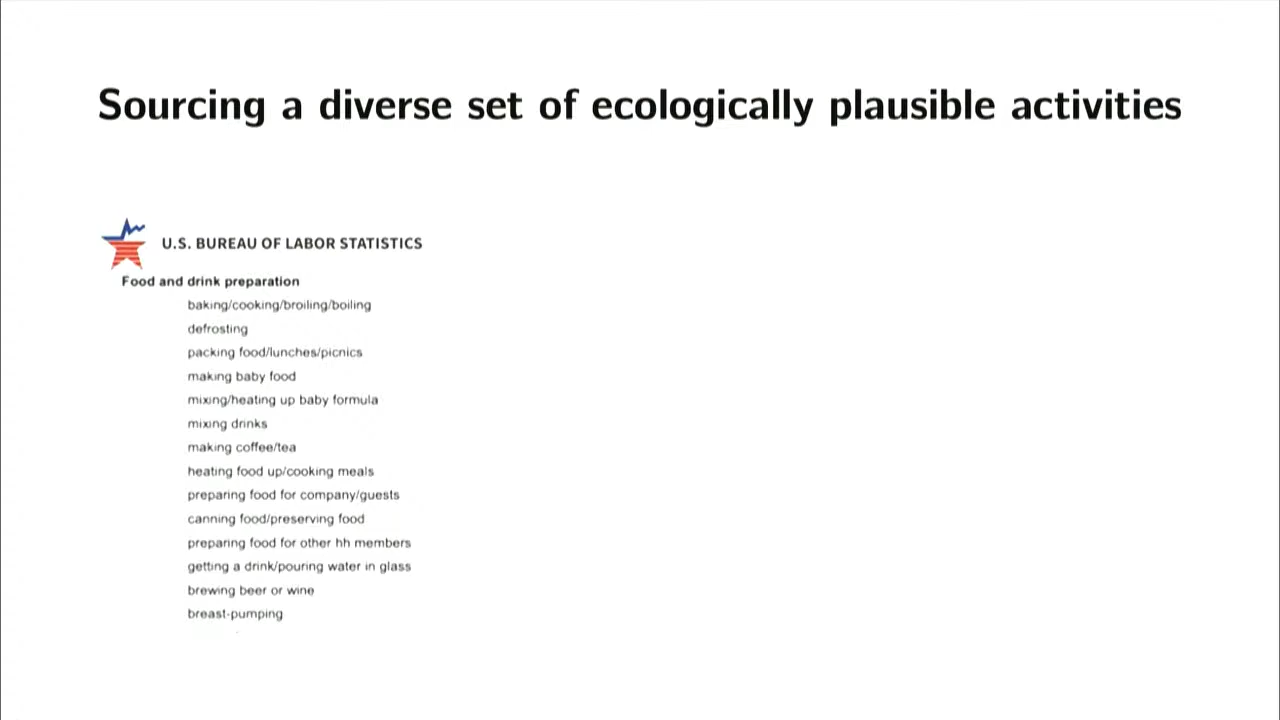 Sourcing a diverse set of ecologically plausible activities
U.S. BUREAU OF LABOR STATISTICS
Food and drink preparation
baking/cooking/broiling/boiling
defrosting
packing food/lunches/picnics
making baby food
mixing/heating up baby formula
mixing drinks
making coffee/tea
heating food up/cooking meals
preparing food for company/guests
canning food/preserving food
preparing food for other hh members
getting a drink/pouring water in glass
brewing beer or wine
breast-pumping